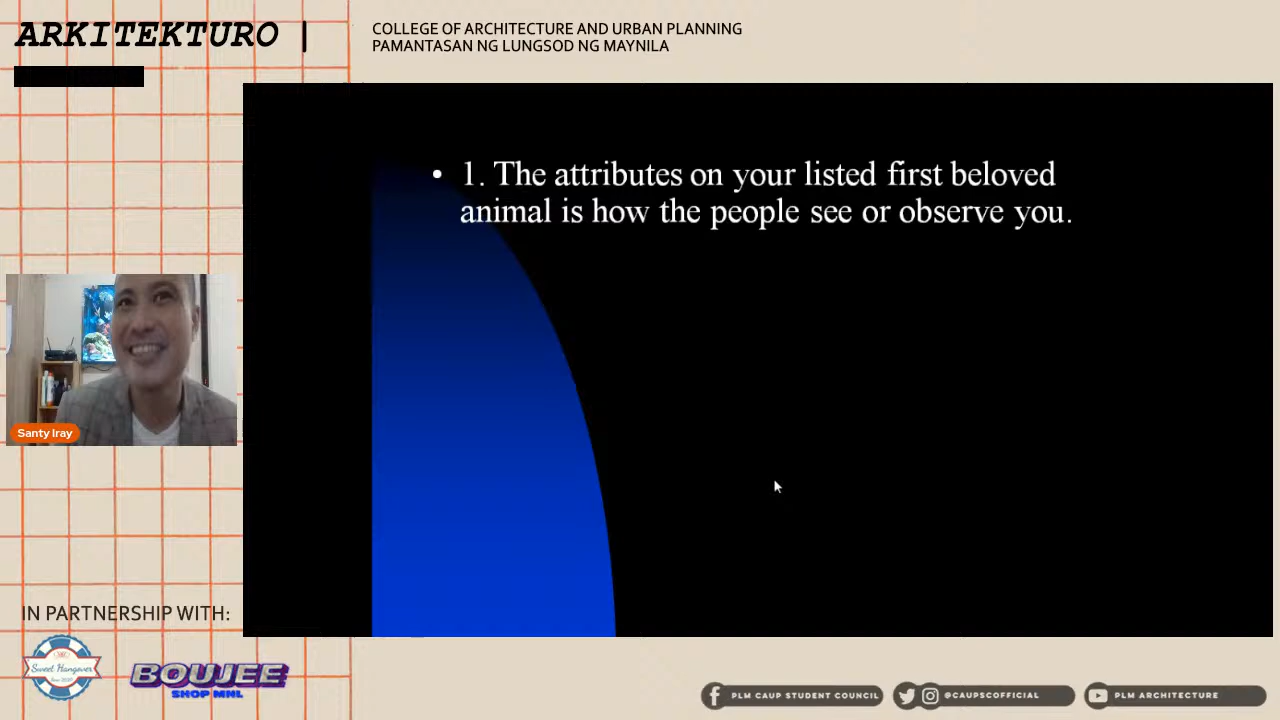 ARKITEKTURO |
COLLEGE OF ARCHITECTURE AND URBAN PLANNING
PAMANTASAN NG LUNGSOD NG MAYNILA
• 1. The attributes on your listed first beloved
animal is how the people see or observe you.
Santy Iray
IN PARTNERSHIP WITH:
Sweet Hangover
BOUJEE
SHOP MNL
PLM CAUP STUDENT COUNCIL
@CAUPSCOFFICIAL
PLM ARCHITECTURE